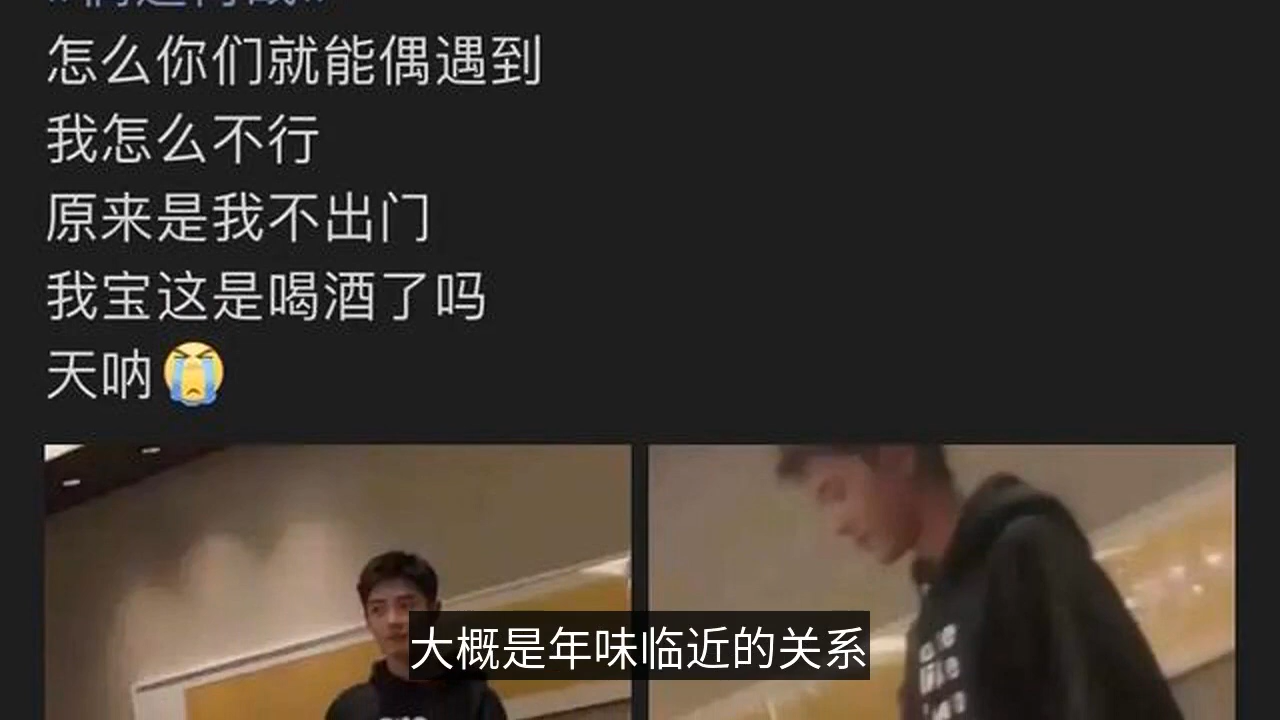 怎么你们就能偶遇到
我怎么不行
原来是我不出门
我宝这是喝酒了吗
天呐😭
大概是年味临近的关系